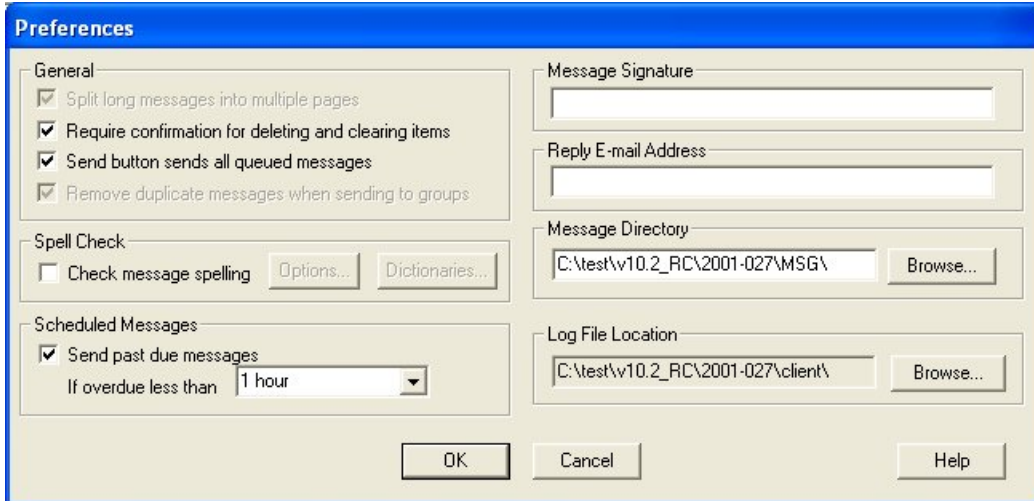 Preferences
General
Split long messages into multiple pages
Require confirmation for deleting and clearing items
Send button sends all queued messages
Remove duplicate messages when sending to groups
Spell Check
Check message spelling
Options...
Dictionaries...
Scheduled Messages
Send past due messages
If overdue less than
1 hour
Message Signature
Reply E-mail Address
Message Directory
C:\test\v10.2_RC\2001-027\MSG\
Browse...
Log File Location
C:\test\v10.2_RC\2001-027\client\
Browse...
OK
Cancel
Help